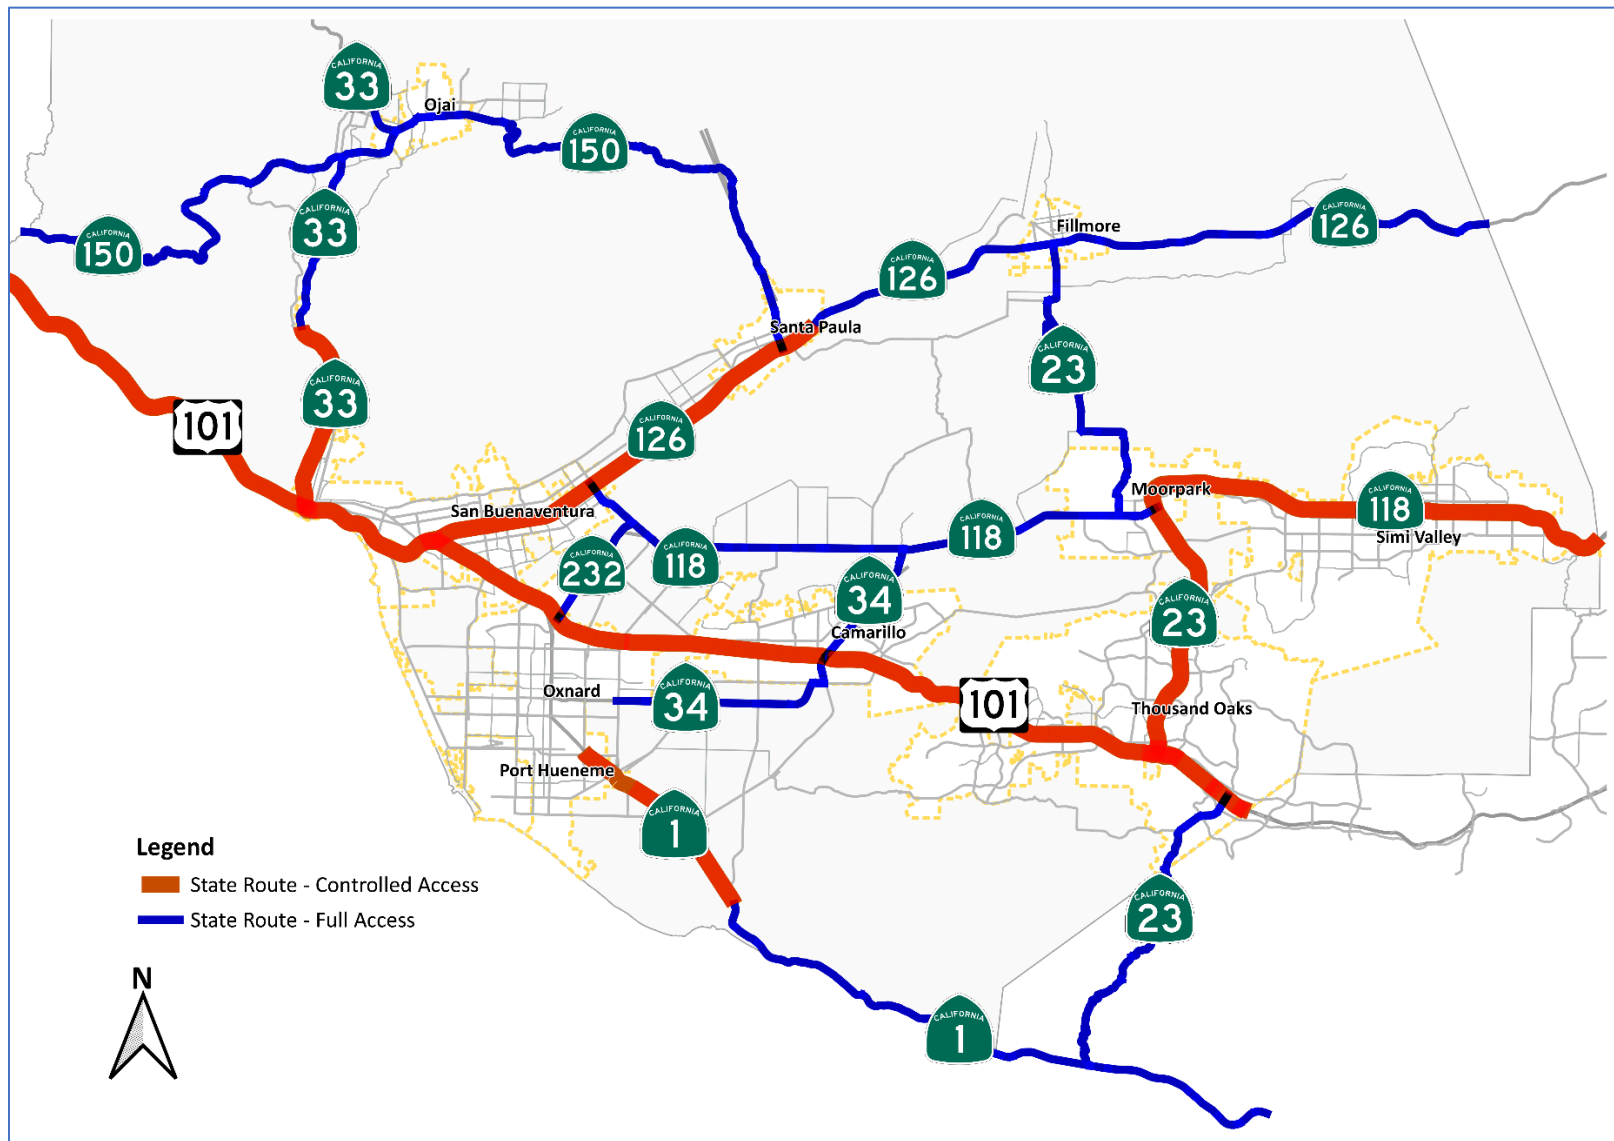 CALIFORNIA
33
Ojai
CALIFORNIA
150
CALIFORNIA
33
CALIFORNIA
150
CALIFORNIA
126
Fillmore
CALIFORNIA
126
Santa Paula
CALIFORNIA
23
CALIFORNIA
33
101
CALIFORNIA
126
Moorpark
San Buenaventura
CALIFORNIA
118
Simi Valley
CALIFORNIA
232
CALIFORNIA
118
CALIFORNIA
118
CALIFORNIA
34
Camarillo
CALIFORNIA
23
Oxnard
CALIFORNIA
34
101
Thousand Oaks
Port Hueneme
CALIFORNIA
1
Legend
State Route - Controlled Access
State Route - Full Access
CALIFORNIA
23
N
CALIFORNIA
1